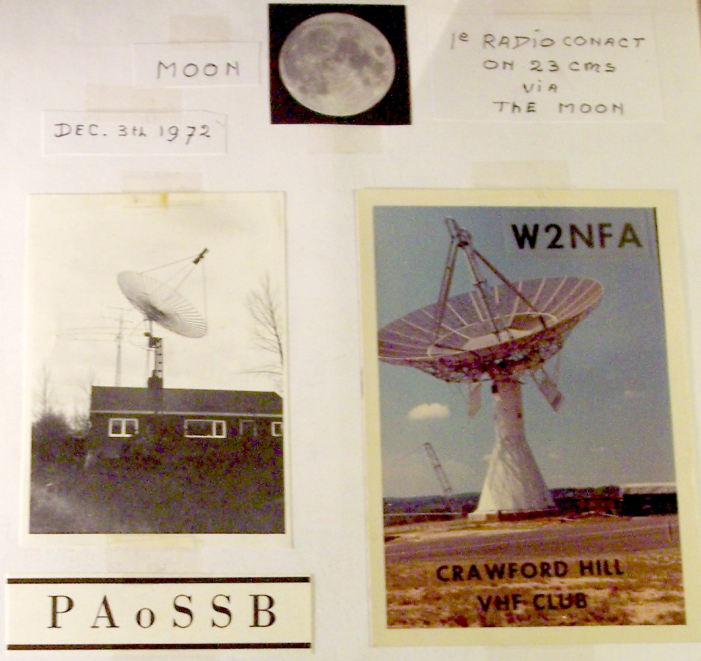 MOON
1e RADIO CONACT
ON 23 cms
via
The MOON
DEC. 3th 1972
W2NFA
CRAWFORD HILL
VHF CLUB
PAoSSB